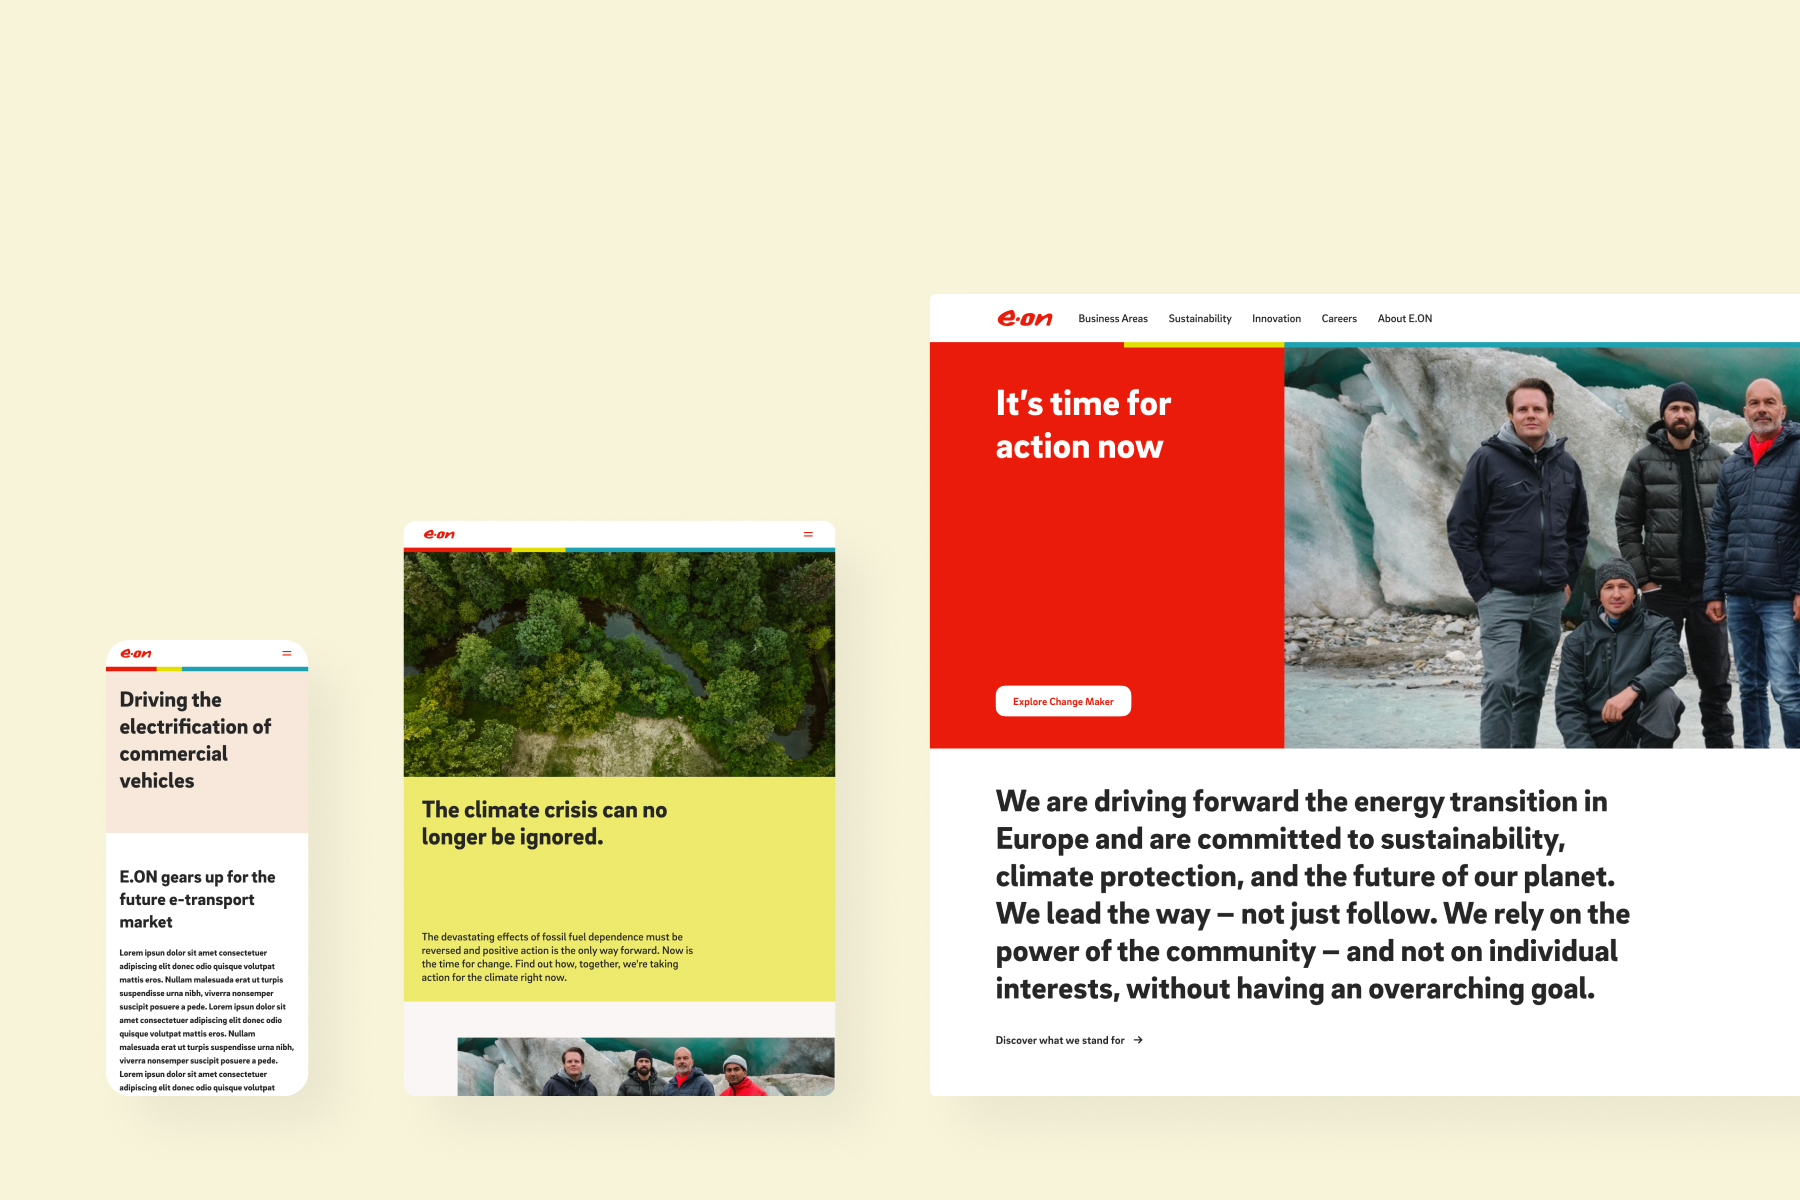 e·on
Driving the
electrification of
commercial
vehicles
E.ON gears up for the
future e-transport
market
Lorem ipsum dolor sit amet consectetuer
adipiscing elit donec odio quisque volutpat
mattis eros. Nullam malesuada erat ut turpis
suspendisse urna nibh, viverra nonsemper
suscipit posuere a pede. Lorem ipsum dolor sit
amet consectetuer adipiscing elit donec odio
quisque volutpat mattis eros. Nullam
malesuada erat ut turpis suspendisse urna nibh,
viverra nonsemper suscipit posuere a pede.
Lorem ipsum dolor sit amet consectetuer
adipiscing elit donec odio quisque volutpat
e·on
The climate crisis can no
longer be ignored.
The devastating effects of fossil fuel dependence must be
reversed and positive action is the only way forward. Now is
the time for change. Find out how, together, we're taking
action for the climate right now.
e·on Business Areas Sustainability Innovation Careers About E.ON
It's time for
action now
Explore Change Maker
We are driving forward the energy transition in
Europe and are committed to sustainability,
climate protection, and the future of our planet.
We lead the way – not just follow. We rely on the
power of the community – and not on individual
interests, without having an overarching goal.
Discover what we stand for →